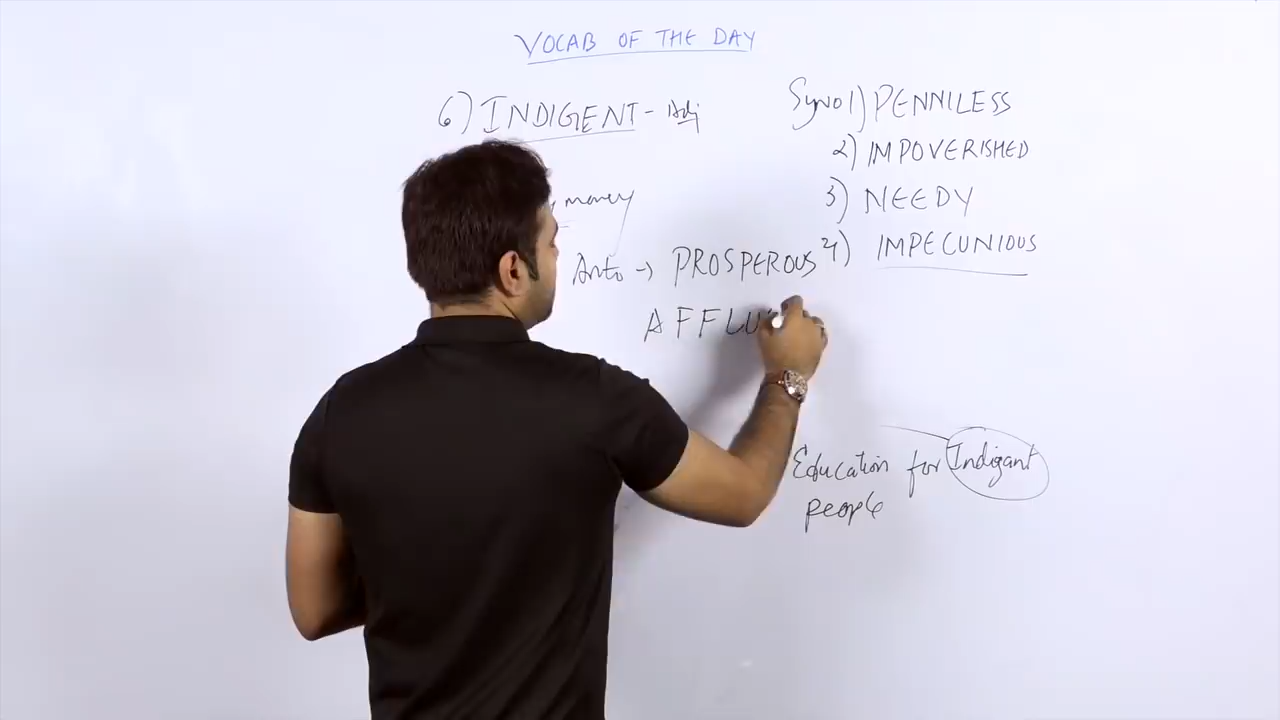 VOCAB OF THE DAY
6) INDIGENT - Adj
money
Anto → PROSPEROUS
AFFLU
Syno 1) PENNILESS
2) IMPOVERISHED
3) NEEDY
4) IMPECUNIOUS
Education for Indigant
people